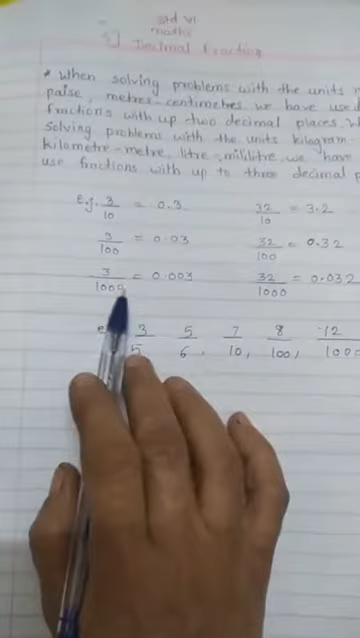 std VI
maths
5] Decimal Fraction
* When solving problems with the units
paise, metres-centimetres we have used
fractions with up two decimal places.
solving problems with the units kilogram-
kilometre-metre, litre-mililitre, we have
use fractions with up to three decimal
e.g. 3/10 = 0.3 32/10 = 3.2
3/100 = 0.03 32/100 = 0.32
3/1000 = 0.003 32/1000 = 0.032
3/5 5/6, 7/10, 8/100, 12/1000